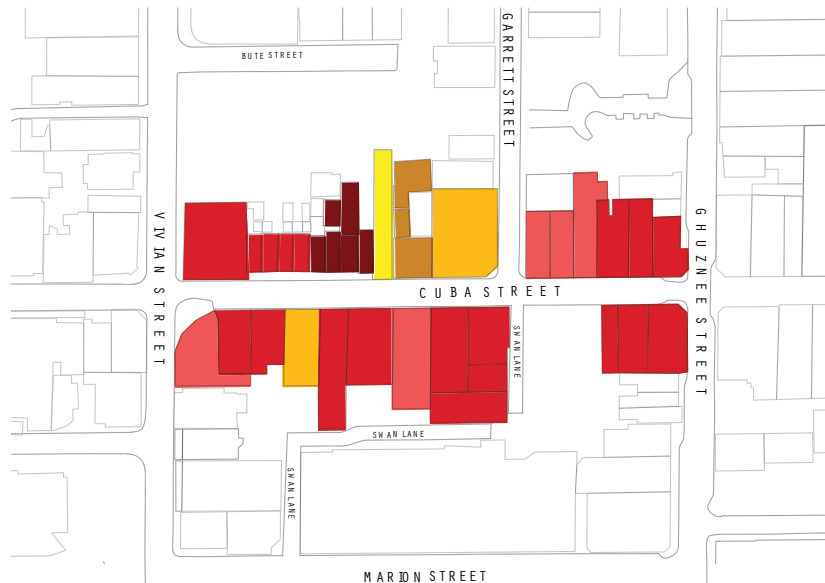 BUTE STREET
GARRETT STREET
VIVIAN STREET
GHUZNEE STREET
CUBA STREET
SWAN LANE
SWAN LANE
SWAN LANE
MARION STREET